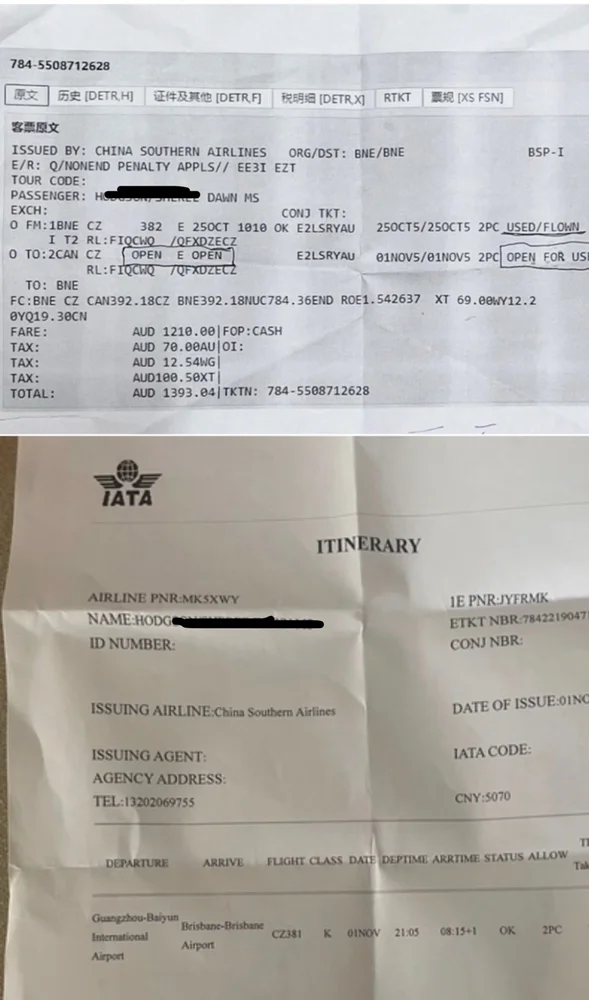 784-5508712628
原文 历史 [DETR,H] 证件及其他 [DETR,F] 税明细 [DETR,X] RTKT 票规 [XS FSN]
客票原文
ISSUED BY: CHINA SOUTHERN AIRLINES ORG/DST: BNE/BNE BSP-I
E/R: Q/NONEND PENALTY APPLS// EE3I EZT
TOUR CODE:
PASSENGER: DAWN MS
EXCH: CONJ TKT:
O FM:1BNE CZ 382 E 25OCT 1010 OK E2LSRYAU 25OCT5/25OCT5 2PC USED/FLOWN
I T2 RL:FIQCWQ /QFXDZECZ
O TO:2CAN CZ OPEN E OPEN E2LSRYAU 01NOV5/01NOV5 2PC OPEN FOR US
RL:FIQCWQ /QFXDZECZ
TO: BNE
FC:BNE CZ CAN392.18CZ BNE392.18NUC784.36END ROE1.542637 XT 69.00WY12.2
0YQ19.30CN
FARE: AUD 1210.00|FOP:CASH
TAX: AUD 70.00AU|OI:
TAX: AUD 12.54WG|
TAX: AUD100.50XT|
TOTAL: AUD 1393.04|TKTN: 784-5508712628
IATA
ITINERARY
AIRLINE PNR:MK5XWY 1E PNR:JYFRMK
NAME:HODG ETKT NBR:7842219047
ID NUMBER: CONJ NBR:
ISSUING AIRLINE:China Southern Airlines DATE OF ISSUE:01NO
ISSUING AGENT: IATA CODE:
AGENCY ADDRESS:
TEL:13202069755 CNY:5070
DEPARTURE ARRIVE FLIGHT CLASS DATE DEPTIME ARRTIME STATUS ALLOW
Guangzhou-Baiyun International Airport Brisbane-Brisbane Airport CZ381 K 01NOV 21:05 08:15+1 OK 2PC